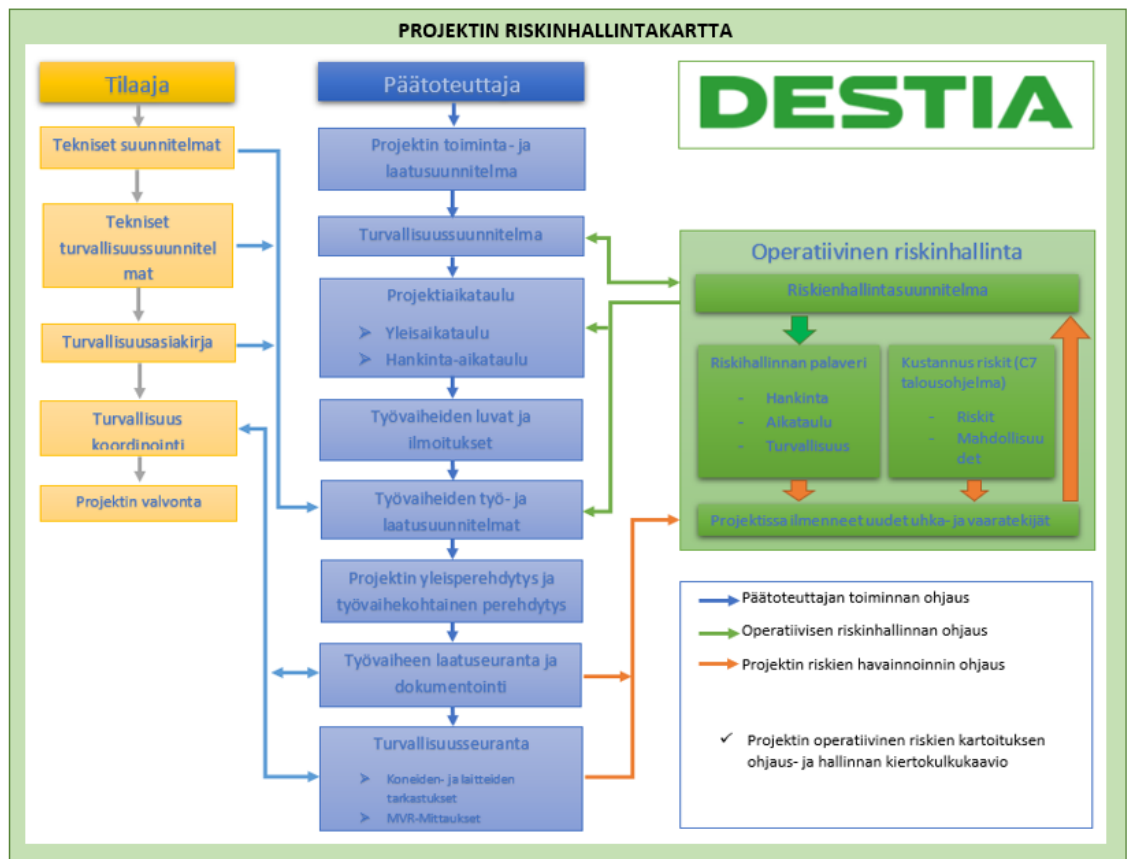 PROJEKTIN RISKINHALLINTAKARTTA
Tilaaja
Tekniset suunnitelmat
Tekniset
turvallisuussuunnitel
mat
Turvallisuusasiakirja
Turvallisuus
koordinointi
Projektin valvonta
Päätoteuttaja
Projektin toiminta- ja
laatusuunnitelma
Turvallisuussuunnitelma
Projektiaikataulu
➢ Yleisaikataulu
➢ Hankinta-aikataulu
Työvaiheiden luvat ja
ilmoitukset
Työvaiheiden työ- ja
laatusuunnitelmat
Projektin yleisperehdytys ja
työvaihekohtainen perehdytys
Työvaiheen laatuseuranta ja
dokumentointi
Turvallisuusseuranta
➢ Koneiden- ja laitteiden
tarkastukset
➢ MVR-Mittaukset
DESTIA
Operatiivinen riskinhallinta
Riskienhallintasuunnitelma
Riskihallinnan palaveri
- Hankinta
- Aikataulu
- Turvallisuus
Kustannus riskit (C7
talousohjelma)
- Riskit
- Mahdollisuu
det
Projektissa ilmenneet uudet uhka- ja vaaratekijät
Päätoteuttajan toiminnan ohjaus
Operatiivisen riskinhallinnan ohjaus
Projektin riskien havainnoinnin ohjaus
✓ Projektin operatiivinen riskien kartoituksen
ohjaus- ja hallinnan kiertokulkukaavio